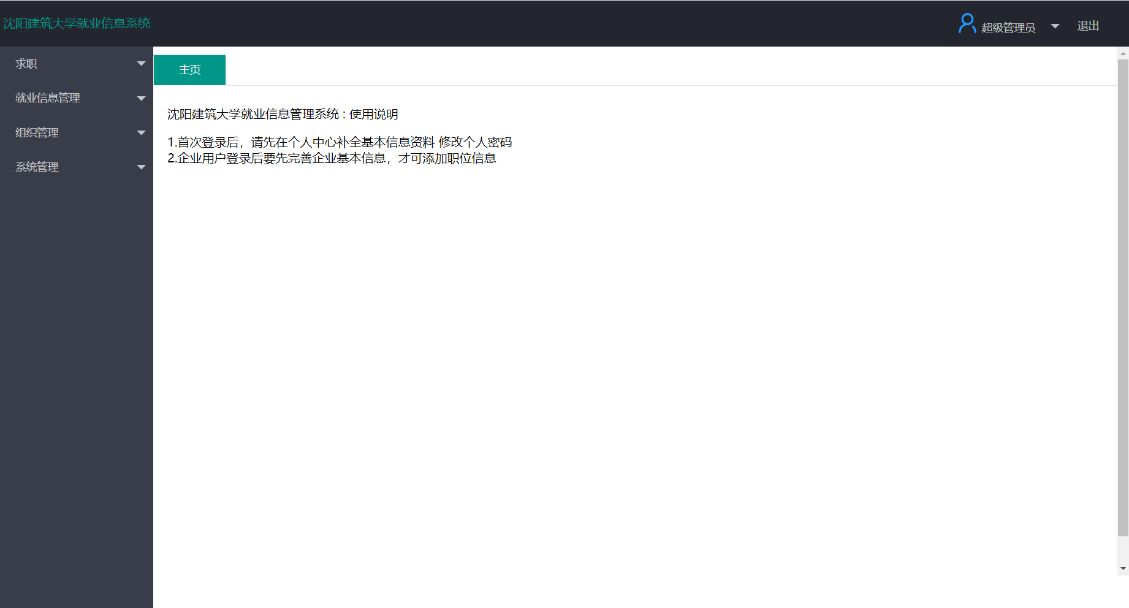 沈阳建筑大学就业信息系统
超级管理员
退出
求职
就业信息管理
组织管理
系统管理
主页
沈阳建筑大学就业信息管理系统：使用说明
1.首次登录后，请先在个人中心补全基本信息资料 修改个人密码
2.企业用户登录后要先完善企业基本信息，才可添加职位信息